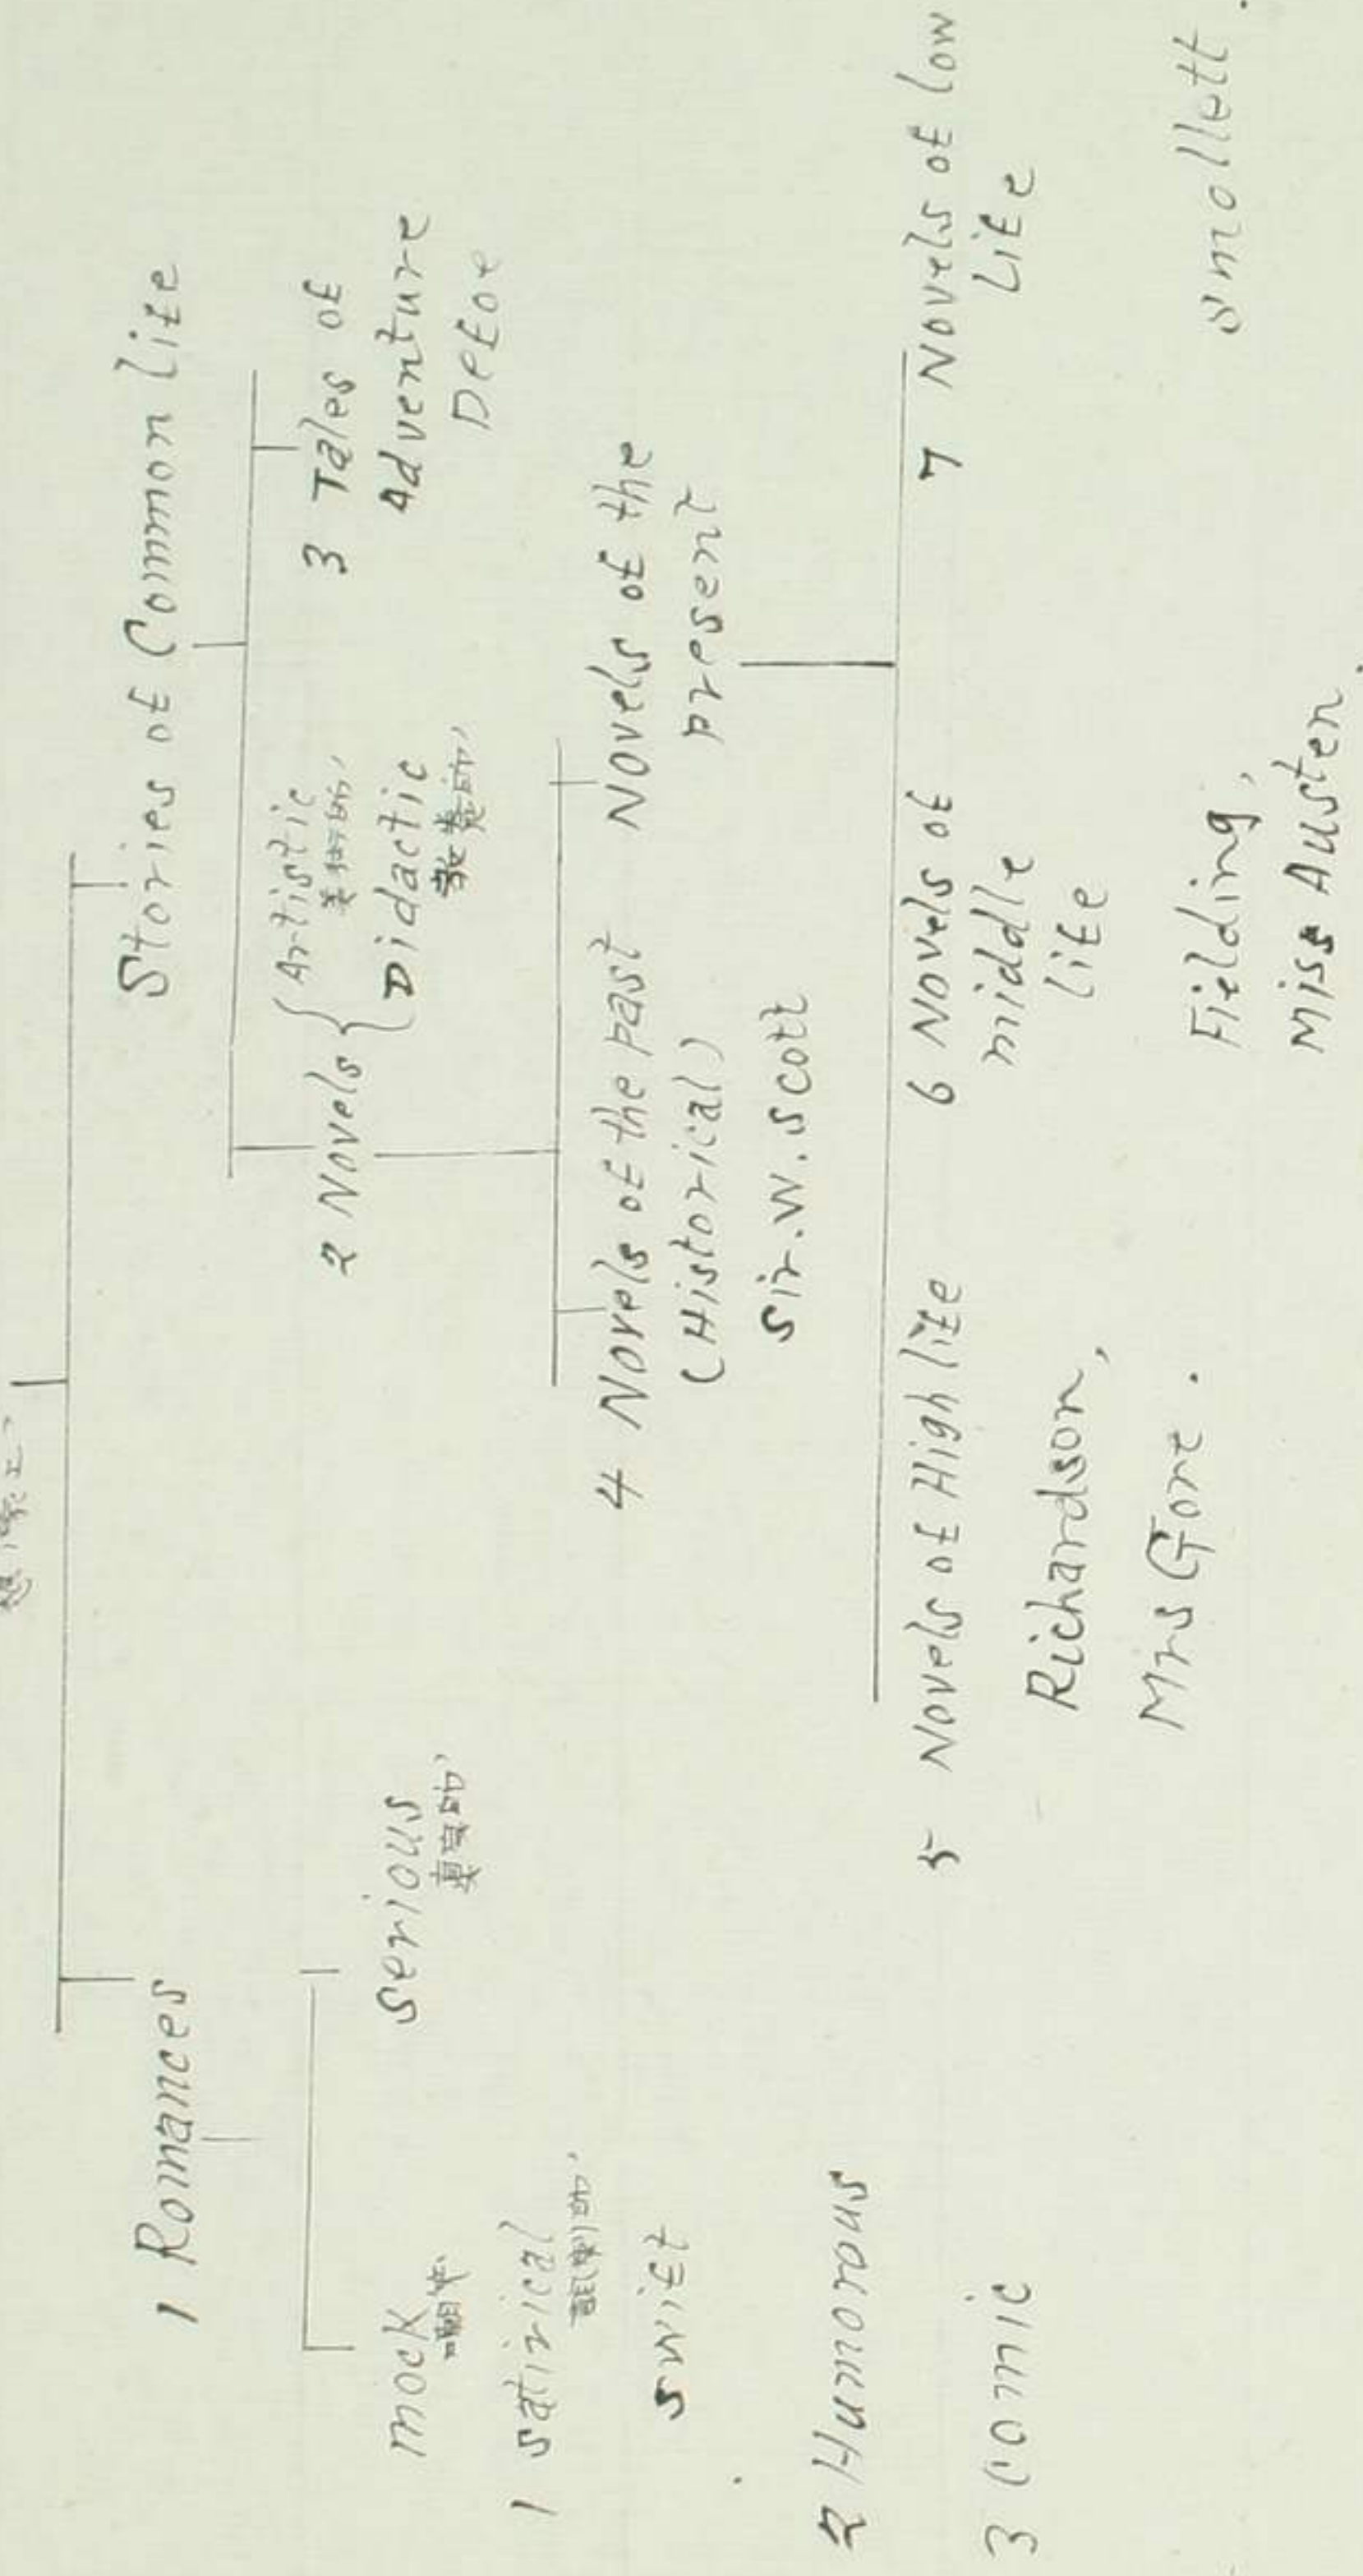 1 Romances
mock
嘲弄
1 satirical
諷刺的、
swift
2 Humorous
3 comic
serious
真実的、
Stories of Common life
2 Novels
Artistic
美術的、
Didactic
教誨的、
3 Tales of
Adventure
Defoe
4 Novels of the past
(Historical)
Sir. W. Scott
Novels of the
present
5 Novels of High life
Richardson,
Mrs Gore.
6 Novels of
middle
life
Fielding,
Miss Austen.
7 Novels of low
Life
smollett.